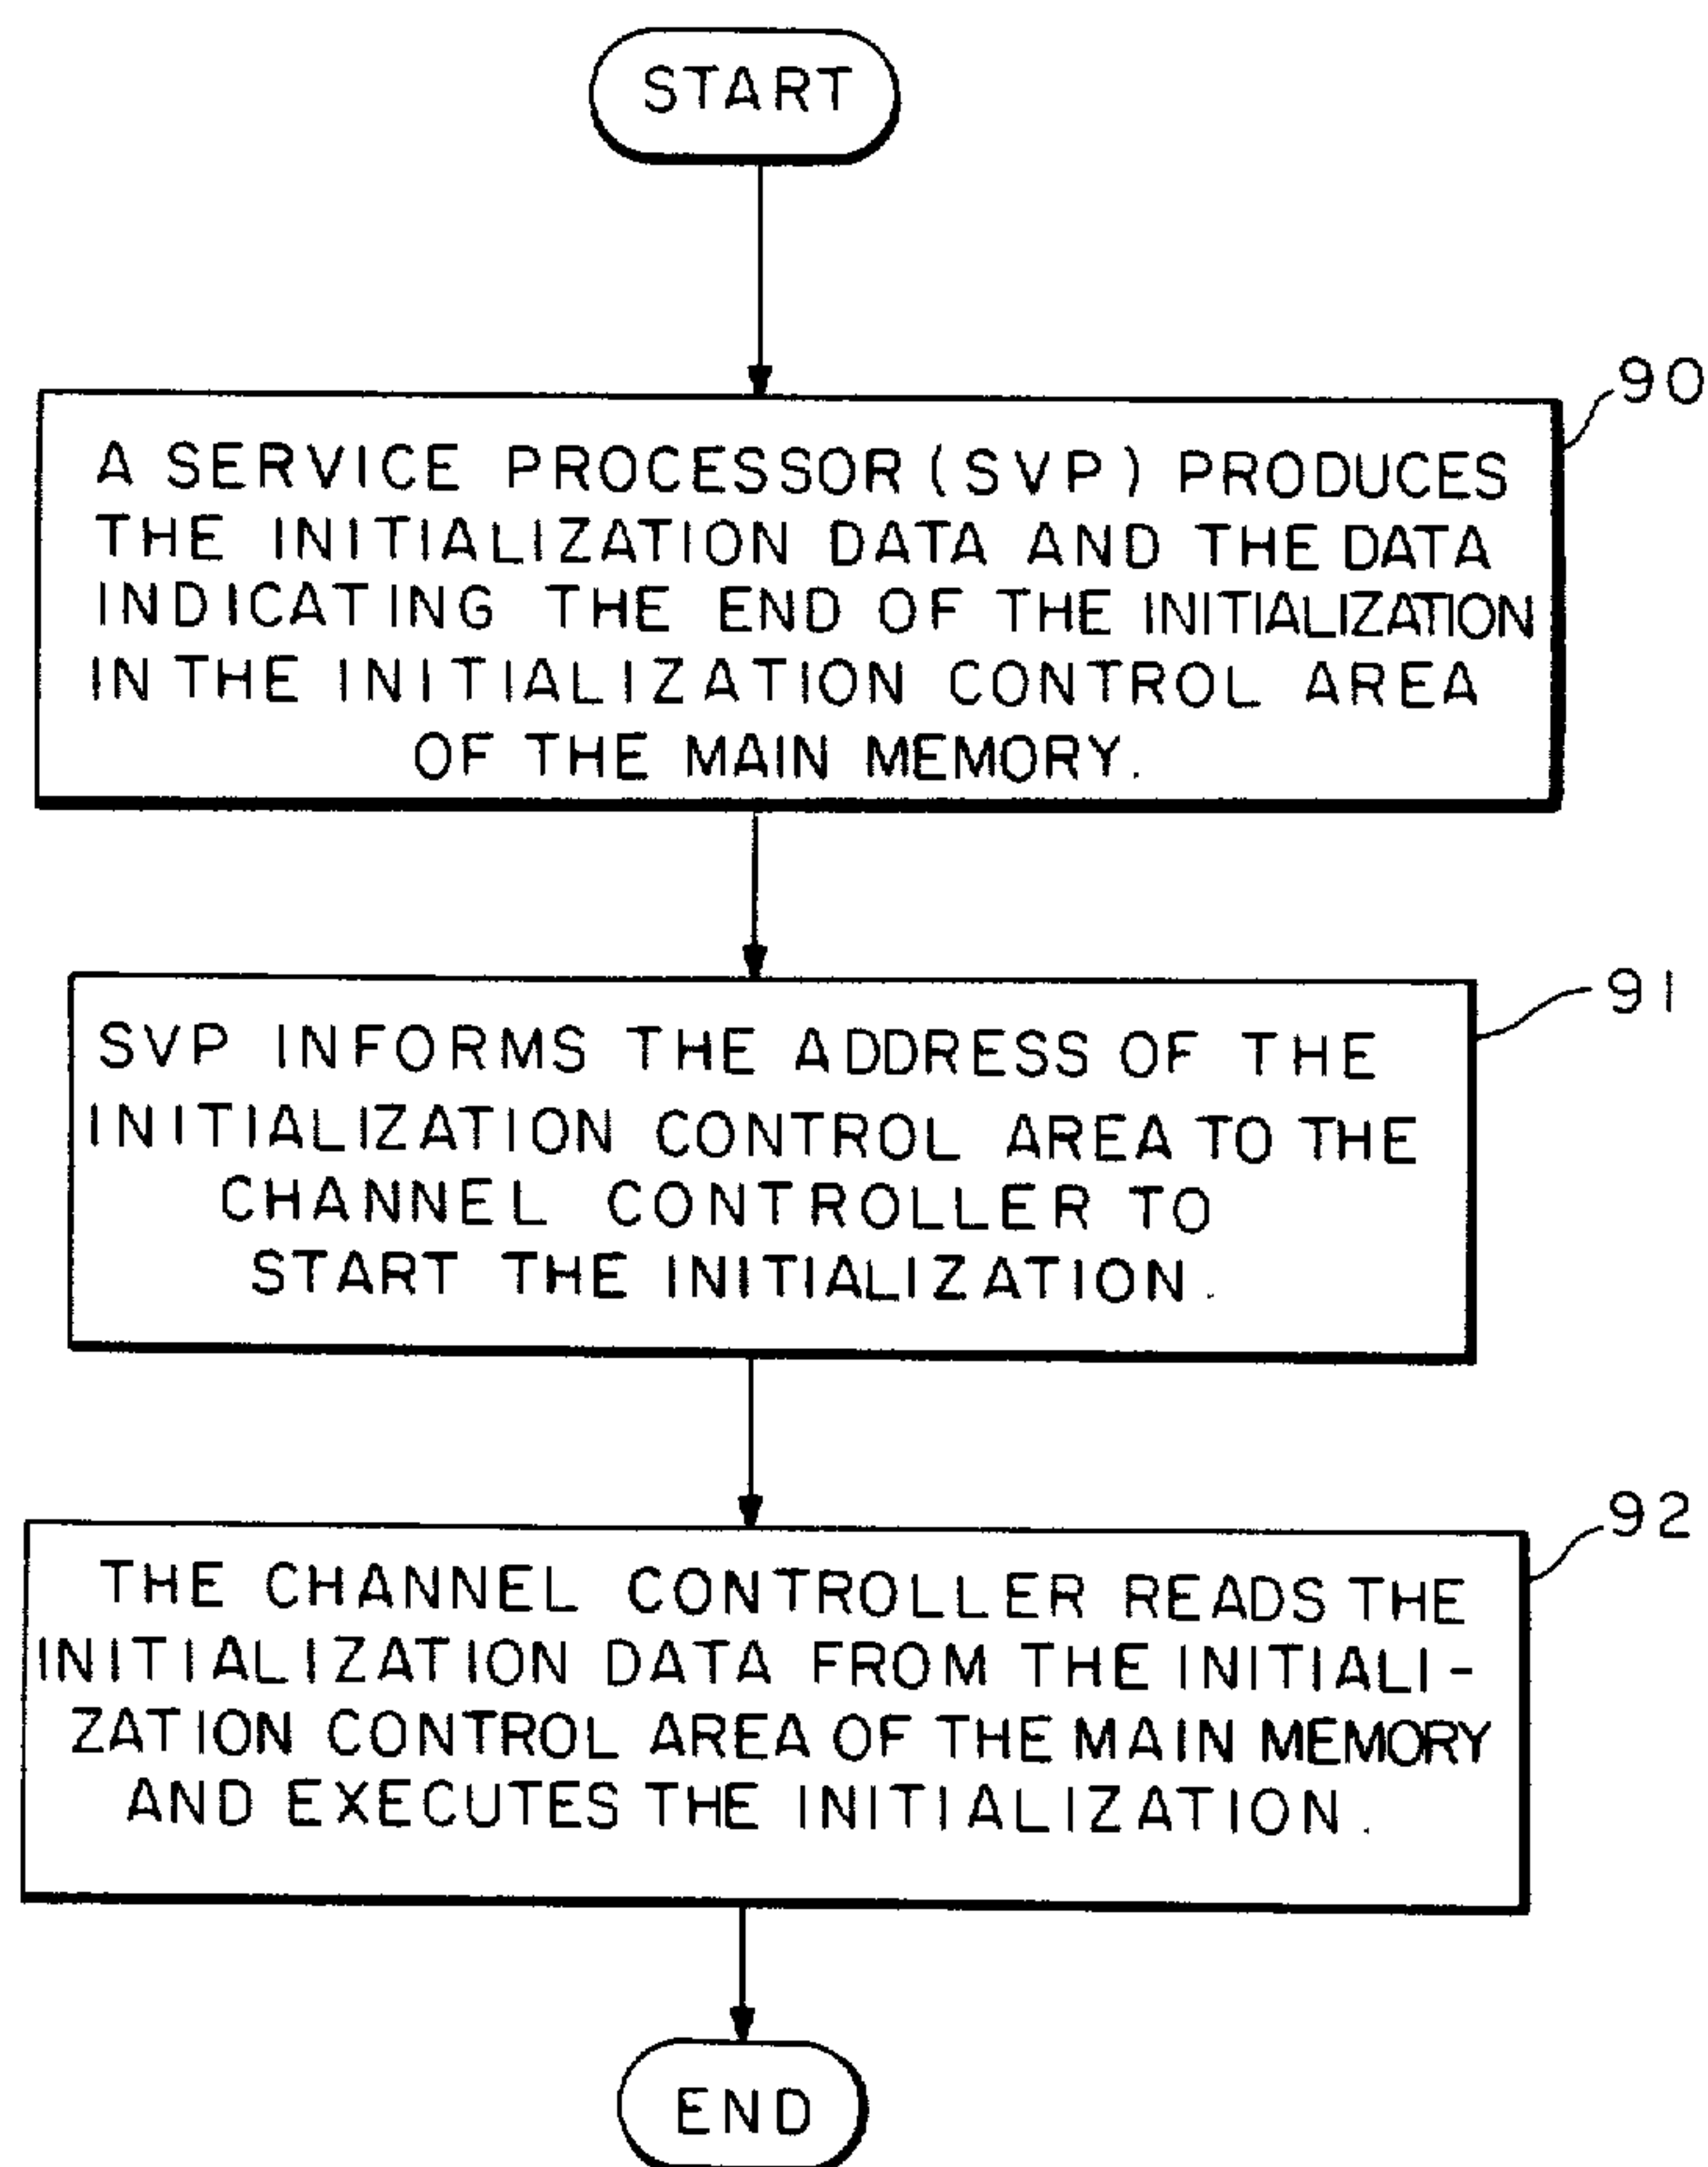 START
90
A SERVICE PROCESSOR (SVP) PRODUCES
THE INITIALIZATION DATA AND THE DATA
INDICATING THE END OF THE INITIALIZATION
IN THE INITIALIZATION CONTROL AREA
OF THE MAIN MEMORY.
91
SVP INFORMS THE ADDRESS OF THE
INITIALIZATION CONTROL AREA TO THE
CHANNEL CONTROLLER TO
START THE INITIALIZATION.
92
THE CHANNEL CONTROLLER READS THE
INITIALIZATION DATA FROM THE INITIALI-
ZATION CONTROL AREA OF THE MAIN MEMORY
AND EXECUTES THE INITIALIZATION.
END